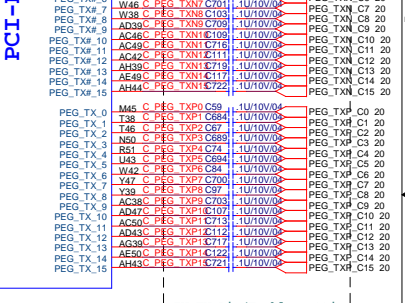 PCI-
PEG_TX#_7 W46 C_PEG_TXN7 C701 .1U/10V/04 PEG_TXN_C7 20
PEG_TX#_8 W38 C_PEG_TXN8 C103 .1U/10V/04 PEG_TXN_C8 20
PEG_TX#_9 AD39 C_PEG_TXN9 C709 .1U/10V/04 PEG_TXN_C9 20
PEG_TX#_10 AC46 C_PEG_TXN10 C109 .1U/10V/04 PEG_TXN_C10 20
PEG_TX#_11 AC49 C_PEG_TXN11 C716 .1U/10V/04 PEG_TXN_C11 20
PEG_TX#_12 AC42 C_PEG_TXN12 C111 .1U/10V/04 PEG_TXN_C12 20
PEG_TX#_13 AH39 C_PEG_TXN13 C719 .1U/10V/04 PEG_TXN_C13 20
PEG_TX#_14 AE49 C_PEG_TXN14 C117 .1U/10V/04 PEG_TXN_C14 20
PEG_TX#_15 AH44 C_PEG_TXN15 C722 .1U/10V/04 PEG_TXN_C15 20
PEG_TX_0 M45 C_PEG_TXP0 C59 .1U/10V/04 PEG_TXP_C0 20
PEG_TX_1 T38 C_PEG_TXP1 C684 .1U/10V/04 PEG_TXP_C1 20
PEG_TX_2 T46 C_PEG_TXP2 C67 .1U/10V/04 PEG_TXP_C2 20
PEG_TX_3 N50 C_PEG_TXP3 C689 .1U/10V/04 PEG_TXP_C3 20
PEG_TX_4 R51 C_PEG_TXP4 C74 .1U/10V/04 PEG_TXP_C4 20
PEG_TX_5 U43 C_PEG_TXP5 C694 .1U/10V/04 PEG_TXP_C5 20
PEG_TX_6 W42 C_PEG_TXP6 C84 .1U/10V/04 PEG_TXP_C6 20
PEG_TX_7 Y47 C_PEG_TXP7 C700 .1U/10V/04 PEG_TXP_C7 20
PEG_TX_8 Y39 C_PEG_TXP8 C97 .1U/10V/04 PEG_TXP_C8 20
PEG_TX_9 AC38 C_PEG_TXP9 C703 .1U/10V/04 PEG_TXP_C9 20
PEG_TX_10 AD47 C_PEG_TXP10 C107 .1U/10V/04 PEG_TXP_C10 20
PEG_TX_11 AC50 C_PEG_TXP11 C713 .1U/10V/04 PEG_TXP_C11 20
PEG_TX_12 AD43 C_PEG_TXP12 C112 .1U/10V/04 PEG_TXP_C12 20
PEG_TX_13 AG39 C_PEG_TXP13 C717 .1U/10V/04 PEG_TXP_C13 20
PEG_TX_14 AE50 C_PEG_TXP14 C122 .1U/10V/04 PEG_TXP_C14 20
PEG_TX_15 AH43 C_PEG_TXP15 C721 .1U/10V/04 PEG_TXP_C15 20